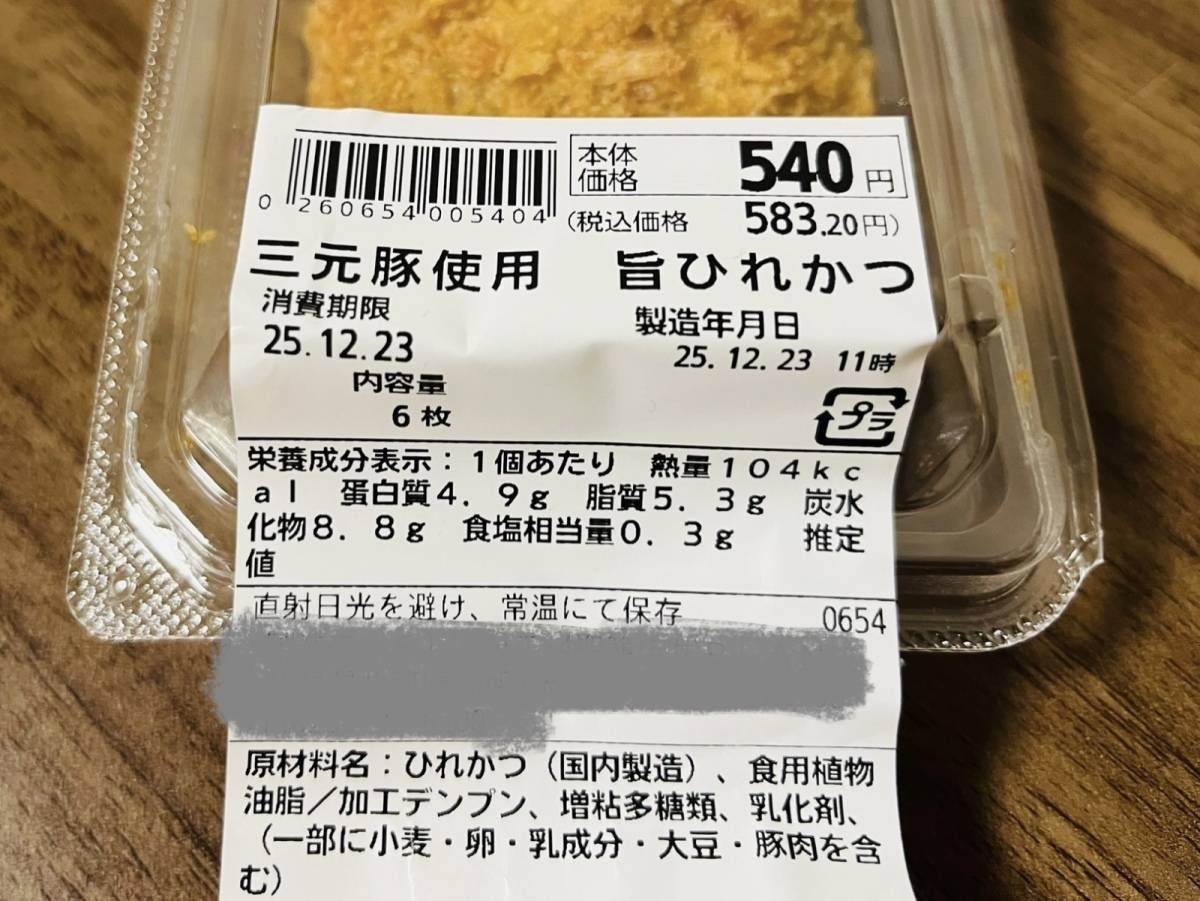 本体
価格
540円
0 260654 005404
(税込価格 583.20円)
三元豚使用 旨ひれかつ
消費期限
25.12.23
製造年月日
25.12.23 11時
内容量
6枚
プラ
栄養成分表示:1個あたり 熱量104kc
al 蛋白質4.9g 脂質5.3g 炭水
化物8.8g 食塩相当量0.3g 推定
値
直射日光を避け、常温にて保存 0654
原材料名:ひれかつ(国内製造)、食用植物
油脂/加工デンプン、増粘多糖類、乳化剤、
(一部に小麦・卵・乳成分・大豆・豚肉を含
む)